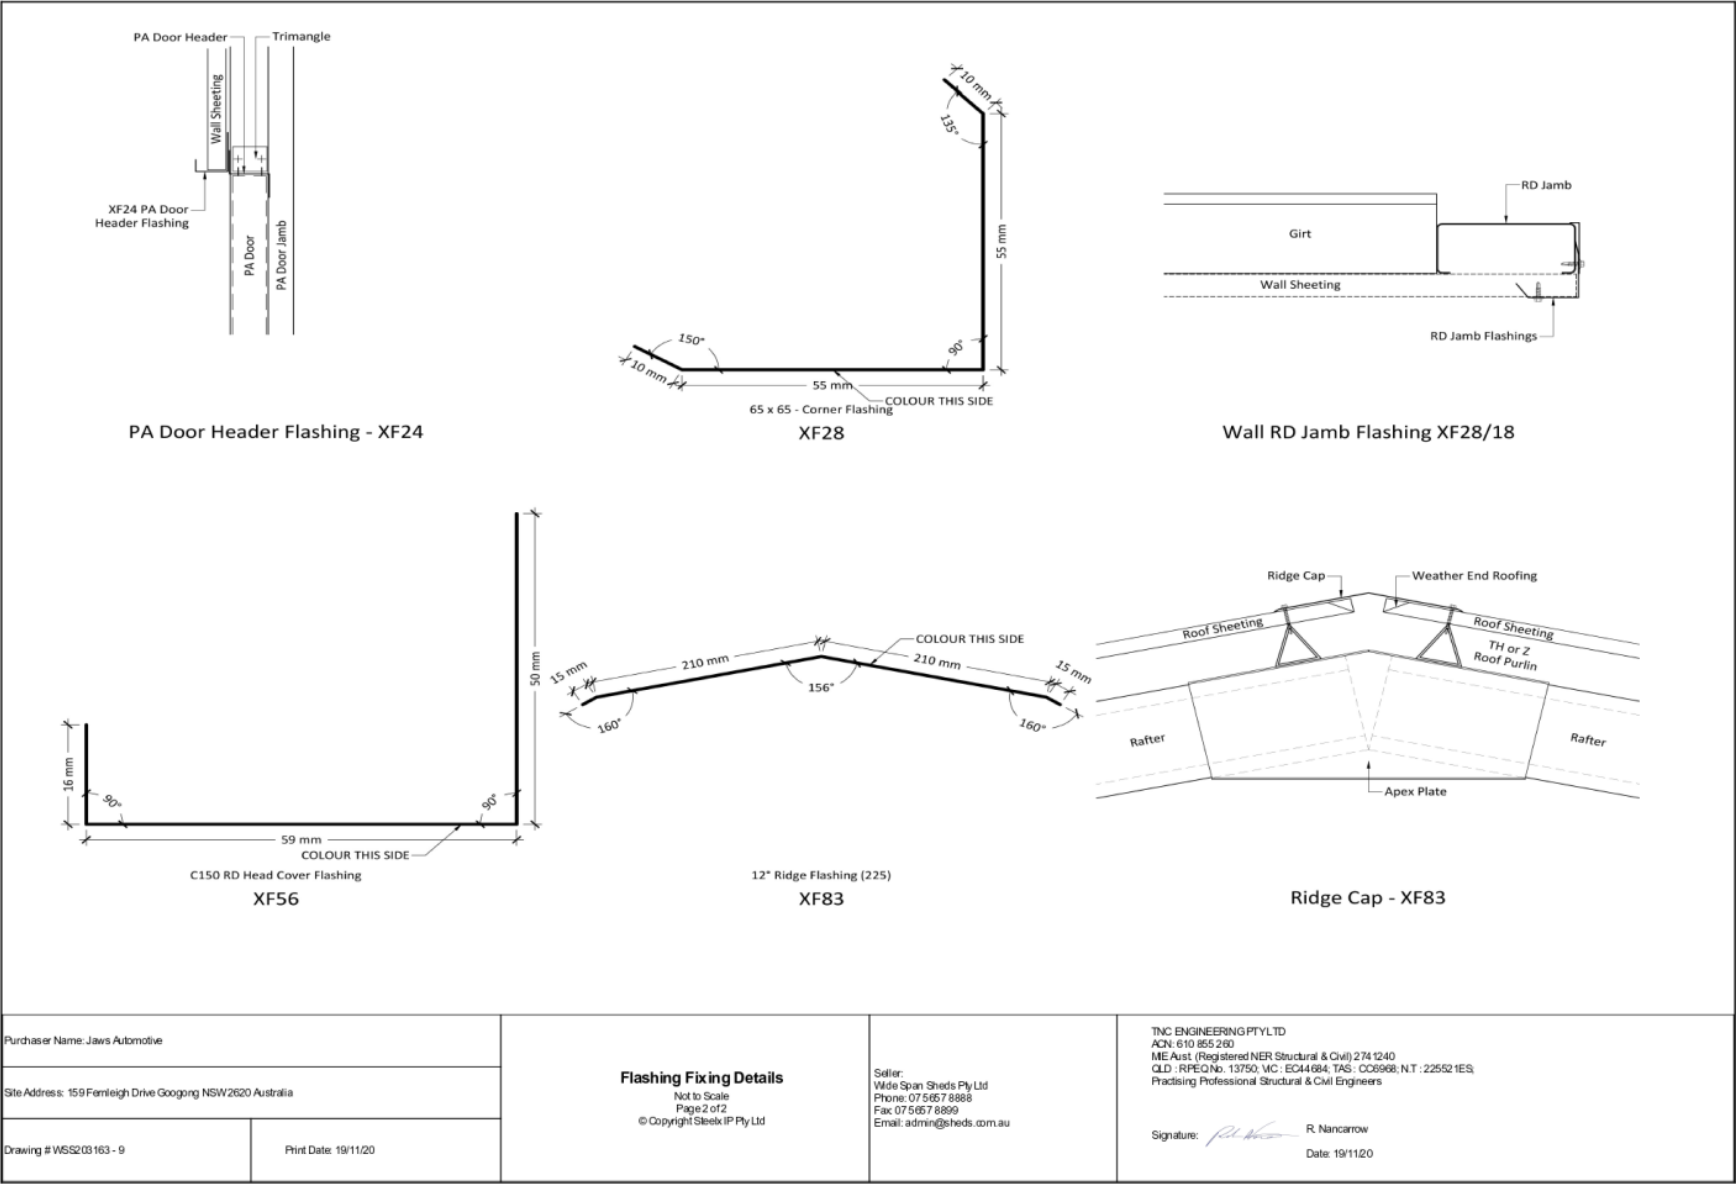 PA Door Header
Trimangle
Wall Sheeting
XF24 PA Door
Header Flashing
PA Door
PA Door Jamb
PA Door Header Flashing - XF24
10 mm
135°
55 mm
150°
90°
10 mm
55 mm
COLOUR THIS SIDE
65 x 65 - Corner Flashing
XF28
RD Jamb
Girt
Wall Sheeting
RD Jamb Flashings
Wall RD Jamb Flashing XF28/18
50 mm
16 mm
90°
90°
59 mm
COLOUR THIS SIDE
C150 RD Head Cover Flashing
XF56
COLOUR THIS SIDE
15 mm
210 mm
210 mm
15 mm
156°
160°
160°
12° Ridge Flashing (225)
XF83
Ridge Cap
Weather End Roofing
Roof Sheeting
Roof Sheeting
TH or Z
Roof Purlin
Rafter
Rafter
Apex Plate
Ridge Cap - XF83
Purchaser Name: Jaws Automotive
Site Address: 159 Fernleigh Drive Googong NSW 2620 Australia
Drawing # WSS203163 - 9
Print Date: 19/11/20
Flashing Fixing Details
Not to Scale
Page 2 of 2
© Copyright Steelx IP Pty Ltd
Seller:
Wide Span Sheds Pty Ltd
Phone: 07 5657 8888
Fax: 07 5657 8899
Email: admin@sheds.com.au
TNC ENGINEERING PTY LTD
ACN: 610 855 260
MIE Aust (Registered NER Structural & Civil) 2741240
QLD : RPEQ No. 13750; VIC : EC44684; TAS : CC6968; N.T : 225521ES;
Practising Professional Structural & Civil Engineers
Signature:
R. Nancarrow
Date: 19/11/20